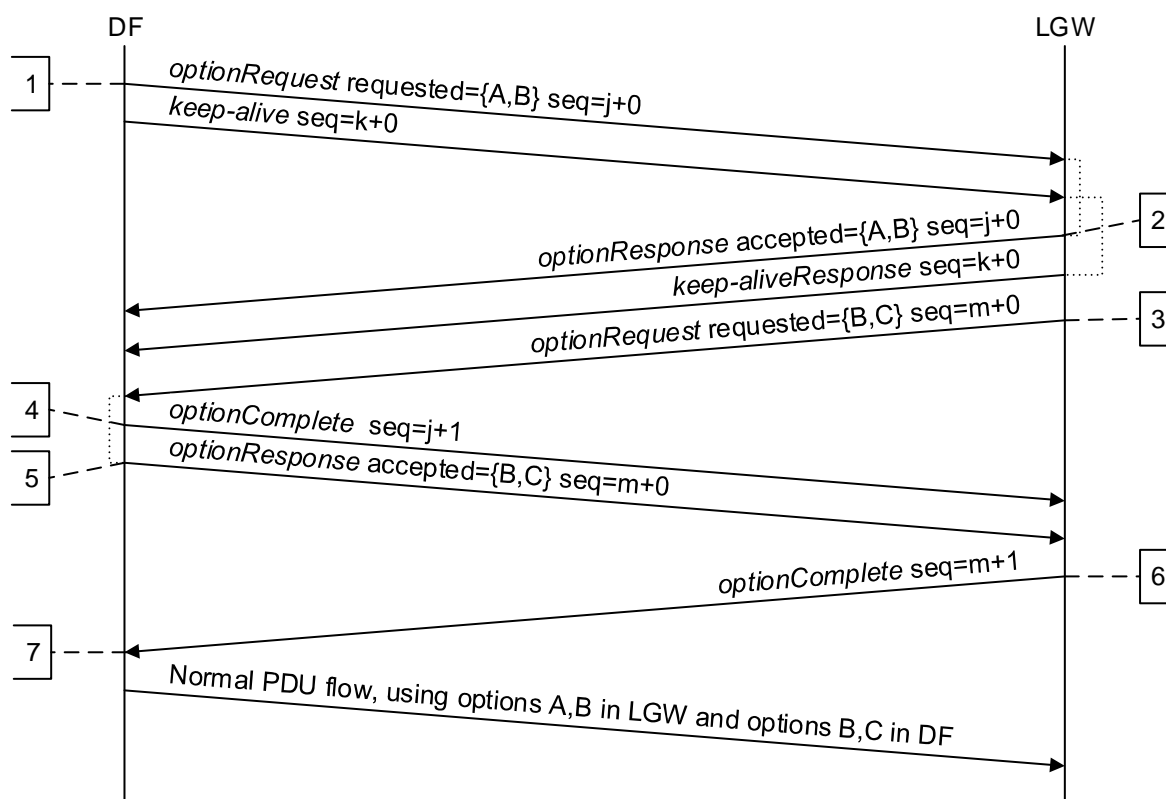 DF
LGW
1
optionRequest requested={A,B} seq=j+0
keep-alive seq=k+0
2
optionResponse accepted={A,B} seq=j+0
keep-aliveResponse seq=k+0
3
optionRequest requested={B,C} seq=m+0
4
optionComplete seq=j+1
5
optionResponse accepted={B,C} seq=m+0
6
optionComplete seq=m+1
7
Normal PDU flow, using options A,B in LGW and options B,C in DF